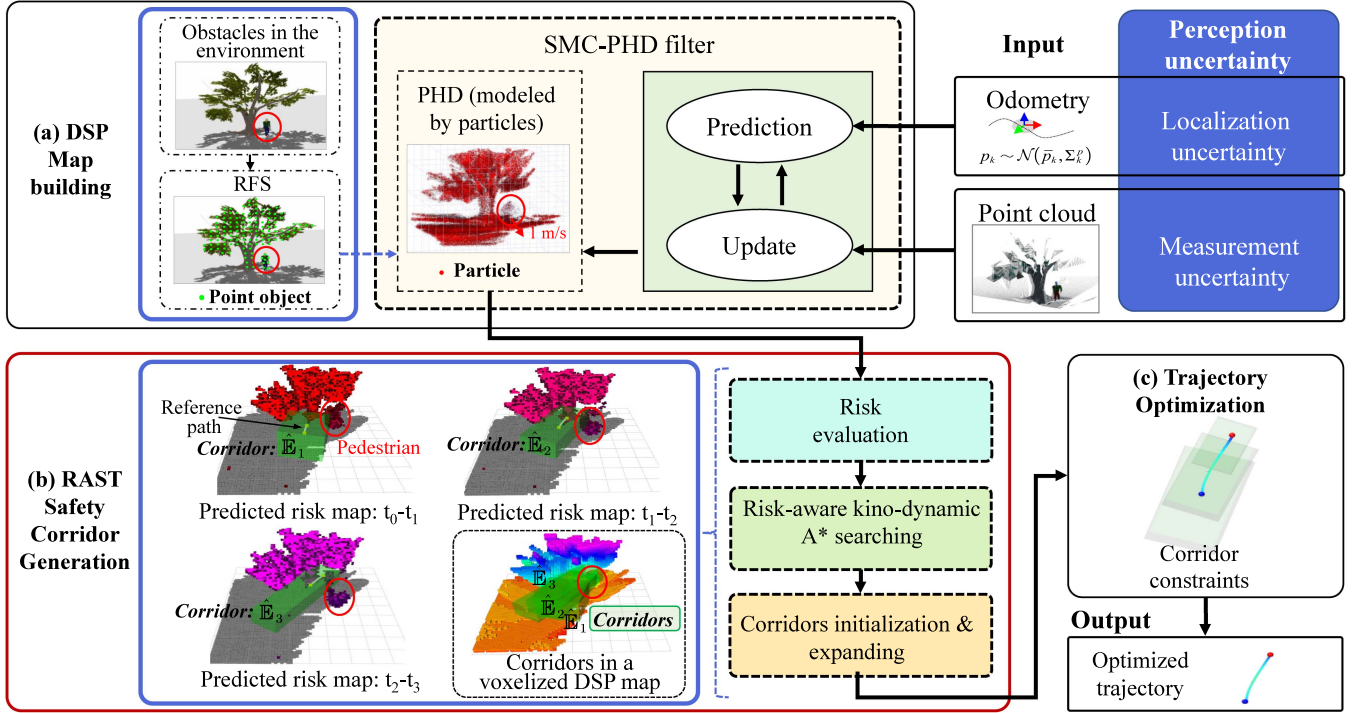 (a) DSP
Map
building
Obstacles in the
environment
RFS
Point object
SMC-PHD filter
PHD (modeled
by particles)
1 m/s
Particle
Prediction
Update
Input
Perception
uncertainty
Odometry
p_k ∼ 𝒩(p̄_k, Σ_k^p)
Localization
uncertainty
Point cloud
Measurement
uncertainty
(b) RAST
Safety
Corridor
Generation
Reference
path
Corridor: 𝔼̂₁
Pedestrian
Predicted risk map: t₀-t₁
Corridor: 𝔼̂₂
Predicted risk map: t₁-t₂
Corridor: 𝔼̂₃
Predicted risk map: t₂-t₃
𝔼̂₃
𝔼̂₂
𝔼̂₁
Corridors
Corridors in a
voxelized DSP map
Risk
evaluation
Risk-aware kino-dynamic
A* searching
Corridors initialization &
expanding
(c) Trajectory
Optimization
Corridor
constraints
Output
Optimized
trajectory